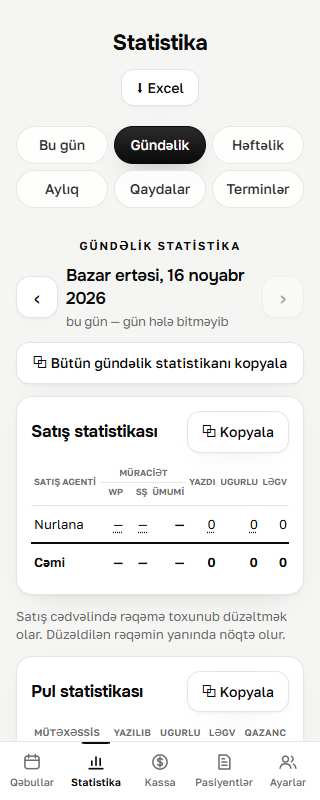 Statistika
⭳ Excel
Bu gün Gündəlik Həftəlik
Aylıq Qaydalar Terminlər
GÜNDƏLİK STATİSTİKA
‹ Bazar ertəsi, 16 noyabr ›
2026
bu gün — gün hələ bitməyib
Bütün gündəlik statistikanı kopyala
Satış statistikası Kopyala
MÜRACİƏT
SATIŞ AGENTİ YAZDI UGURLU LƏGV
WP SŞ ÜMUMİ
Nurlana — — — 0 0 0
Cəmi — — — 0 0 0
Satış cədvəlində rəqəmə toxunub düzəltmək
olar. Düzəldilən rəqəmin yanında nöqtə olur.
Pul statistikası Kopyala
MÜTƏXƏSSİS YAZILIB UGURLU LƏGV QAZANC
Qəbullar Statistika Kassa Pasiyentlər Ayarlar